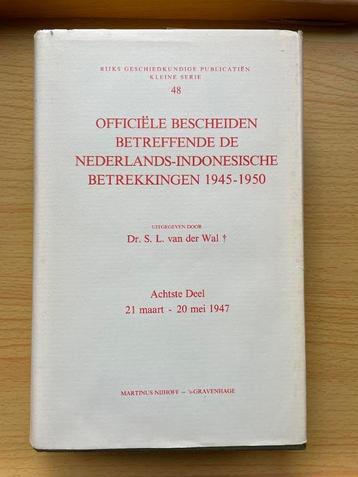 RIJKS GESCHIEDKUNDIGE PUBLICATIËN
KLEINE SERIE
48
OFFICIËLE BESCHEIDEN
BETREFFENDE DE
NEDERLANDS-INDONESISCHE
BETREKKINGEN 1945-1950
UITGEGEVEN DOOR
Dr. S. L. van der Wal †
Achtste Deel
21 maart - 20 mei 1947
MARTINUS NIJHOFF – 's-GRAVENHAGE